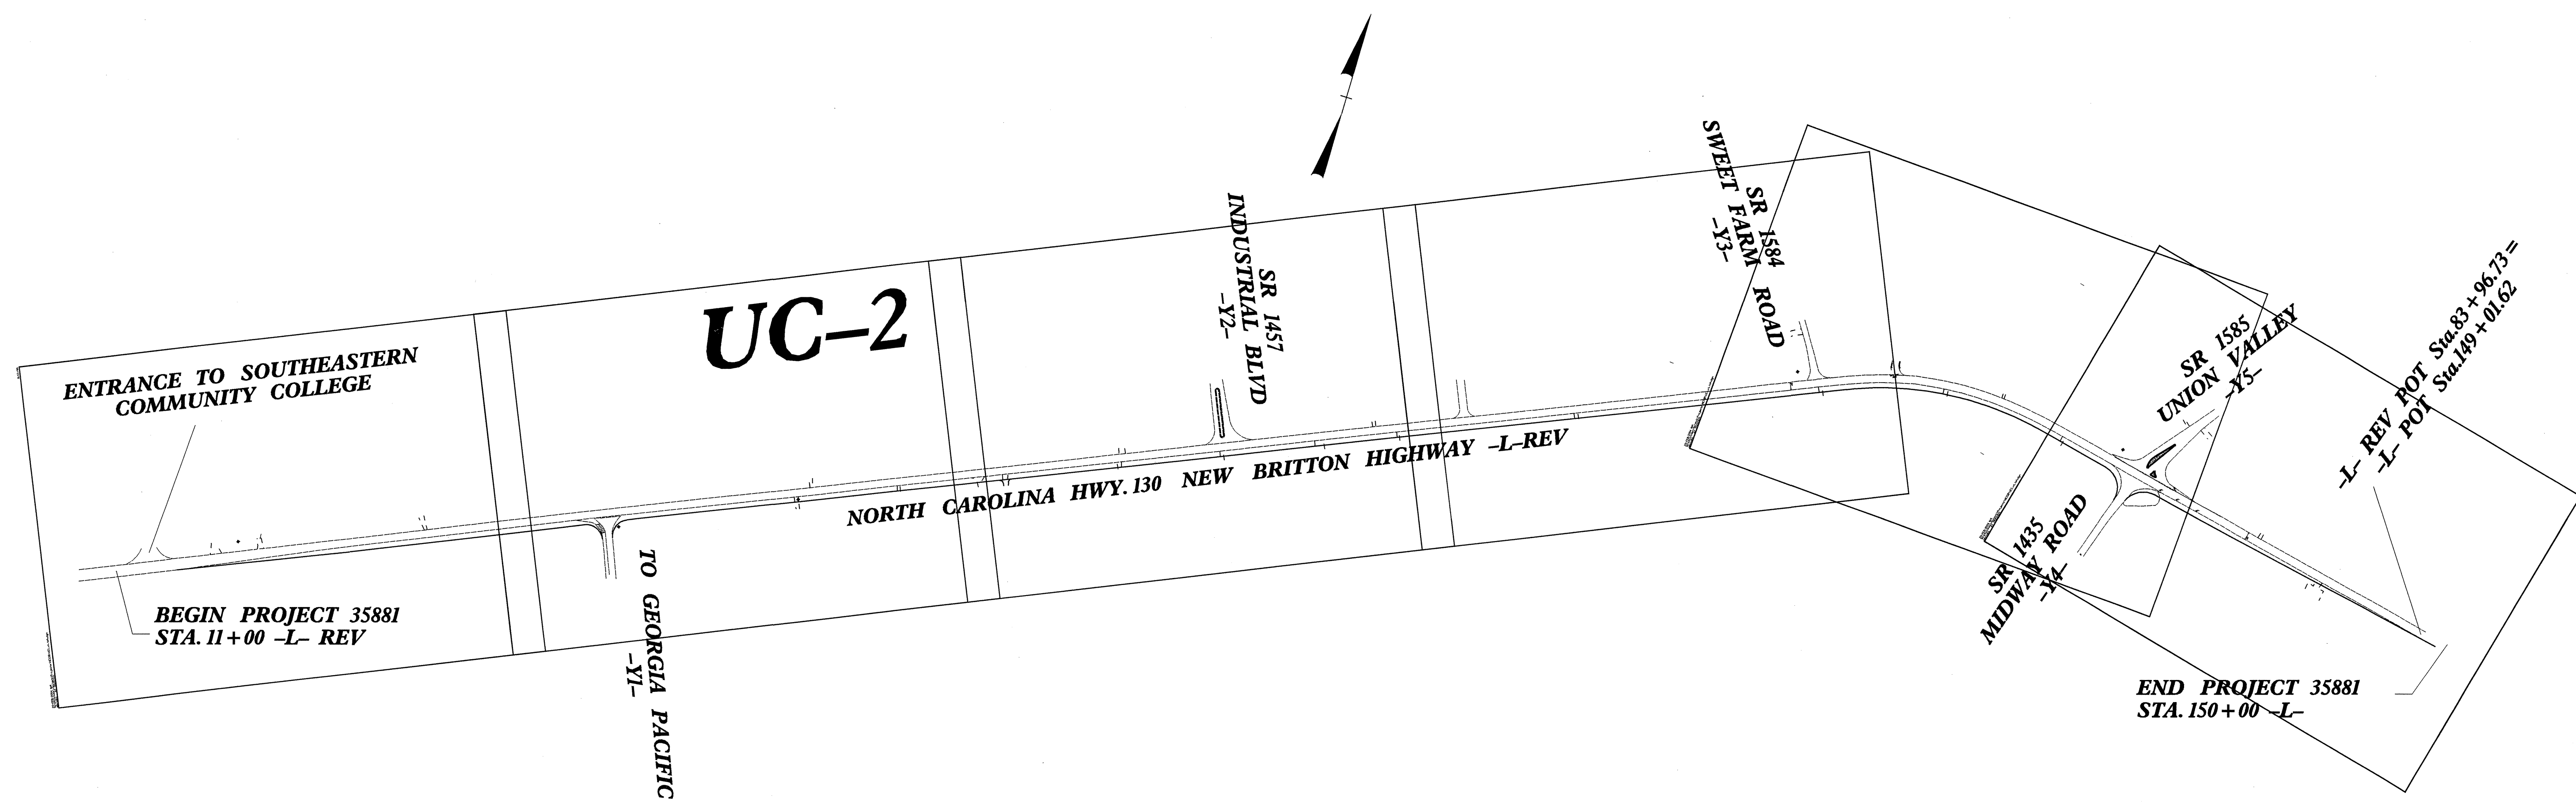 UC-2
ENTRANCE TO SOUTHEASTERN
COMMUNITY COLLEGE
BEGIN PROJECT 35881
STA. 11+00 -L- REV
TO GEORGIA PACIFIC
-Y1-
SR 1457
INDUSTRIAL BLVD
-Y2-
NORTH CAROLINA HWY. 130 NEW BRITTON HIGHWAY -L-REV
SR 1584
SWEET FARM ROAD
-Y3-
SR 1435
MIDWAY ROAD
-Y4-
SR 1585
UNION VALLEY
-Y5-
-L- REV POT Sta. 83+96.73 =
-L- POT Sta. 149+01.62
END PROJECT 35881
STA. 150+00 -L-